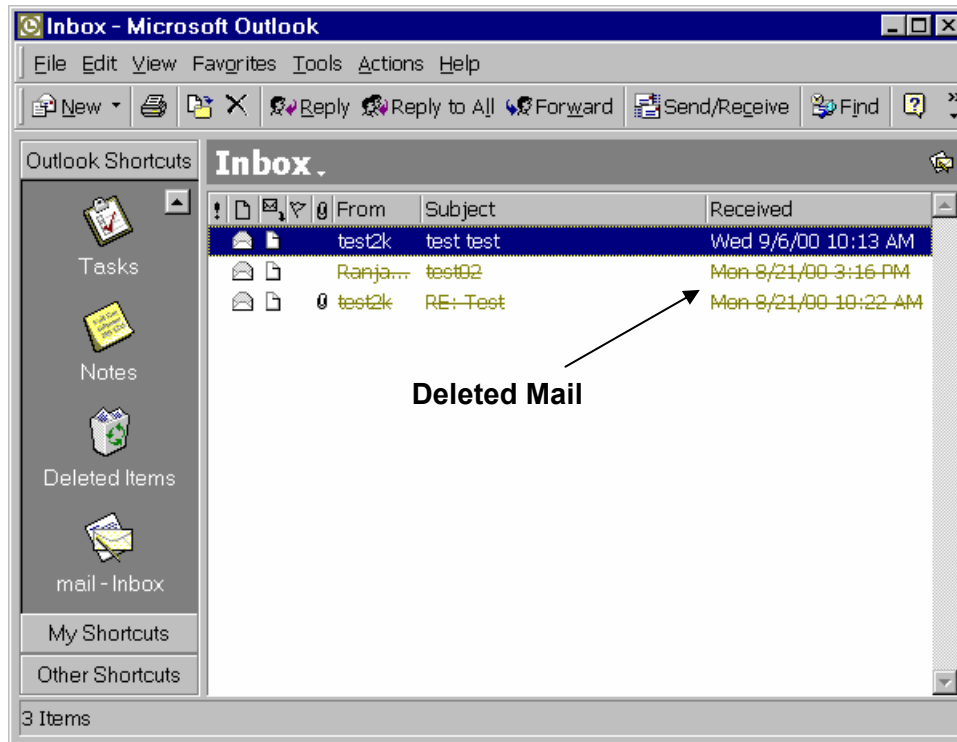 Inbox - Microsoft Outlook
File Edit View Favorites Tools Actions Help
New Reply Reply to All Forward Send/Receive Find
Outlook Shortcuts
Inbox
From Subject Received
test2k test test Wed 9/6/00 10:13 AM
Ranja... test02 Mon 8/21/00 3:16 PM
test2k RE: Test Mon 8/21/00 10:22 AM
Tasks
Notes
Deleted Mail
Deleted Items
mail - Inbox
My Shortcuts
Other Shortcuts
3 Items